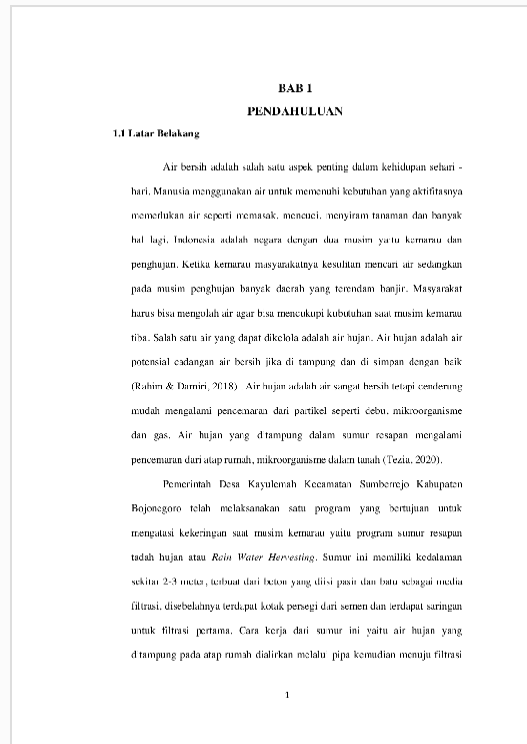 BAB 1
PENDAHULUAN
1.1 Latar Belakang
Air bersih adalah salah satu aspek penting dalam kehidupan sehari -
hari. Manusia menggunakan air untuk memenuhi kebutuhan yang aktifitasnya
memerlukan air seperti memasak, mencuci, menyiram tanaman dan banyak
hal lagi. Indonesia adalah negara dengan dua musim yaitu kemarau dan
penghujan. Ketika kemarau masyarakatnya kesulitan mencari air sedangkan
pada musim penghujan banyak daerah yang terendam banjir. Masyarakat
harus bisa mengolah air agar bisa mencukupi kubutuhan saat musim kemarau
tiba. Salah satu air yang dapat dikelola adalah air hujan. Air hujan adalah air
potensial cadangan air bersih jika di tampung dan di simpan dengan baik
(Rahim & Damiri, 2018). Air hujan adalah air sangat bersih tetapi cenderung
mudah mengalami pencemaran dari partikel seperti debu, mikroorganisme
dan gas. Air hujan yang ditampung dalam sumur resapan mengalami
pencemaran dari atap rumah, mikroorganisme dalam tanah (Tezia, 2020).
Pemerintah Desa Kayulemah Kecamatan Sumberrejo Kabupaten
Bojonegoro telah melaksanakan satu program yang bertujuan untuk
mengatasi kekeringan saat musim kemarau yaitu program sumur resapan
tadah hujan atau Rain Water Hervesting. Sumur ini memiliki kedalaman
sekitar 2-3 meter, terbuat dari beton yang diisi pasir dan batu sebagai media
filtrasi, disebelahnya terdapat kotak persegi dari semen dan terdapat saringan
untuk filtrasi pertama. Cara kerja dari sumur ini yaitu air hujan yang
ditampung pada atap rumah dialirkan melalui pipa kemudian menuju filtrasi
1